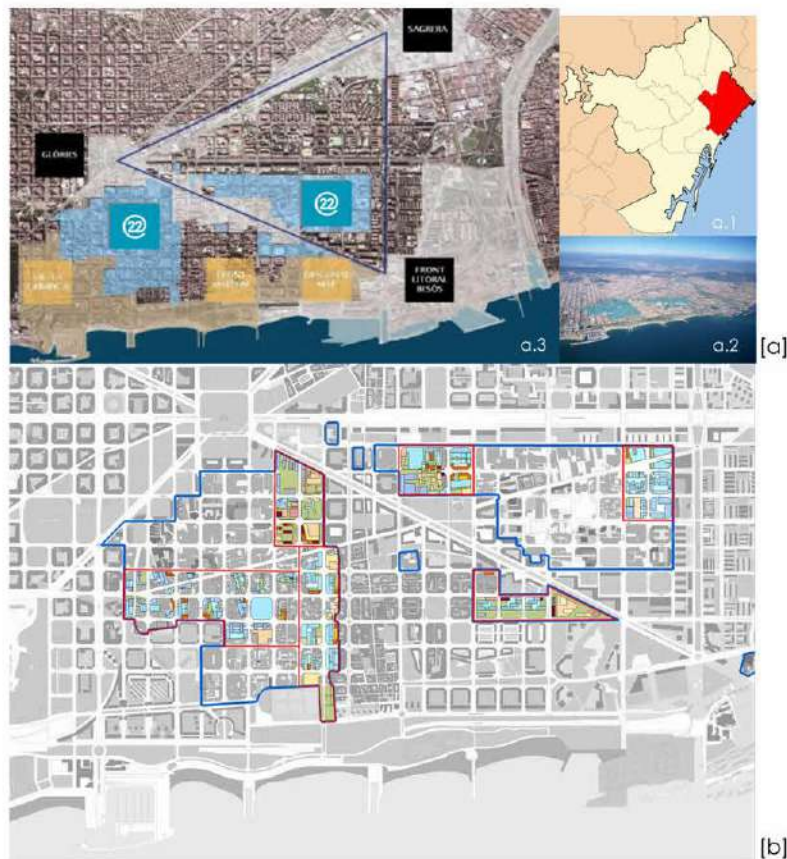 SAGRERA
GLÒRIES
@22
@22
FRONT
LITORAL
BESÒS
a.3
a.1
a.2
[a]
[b]